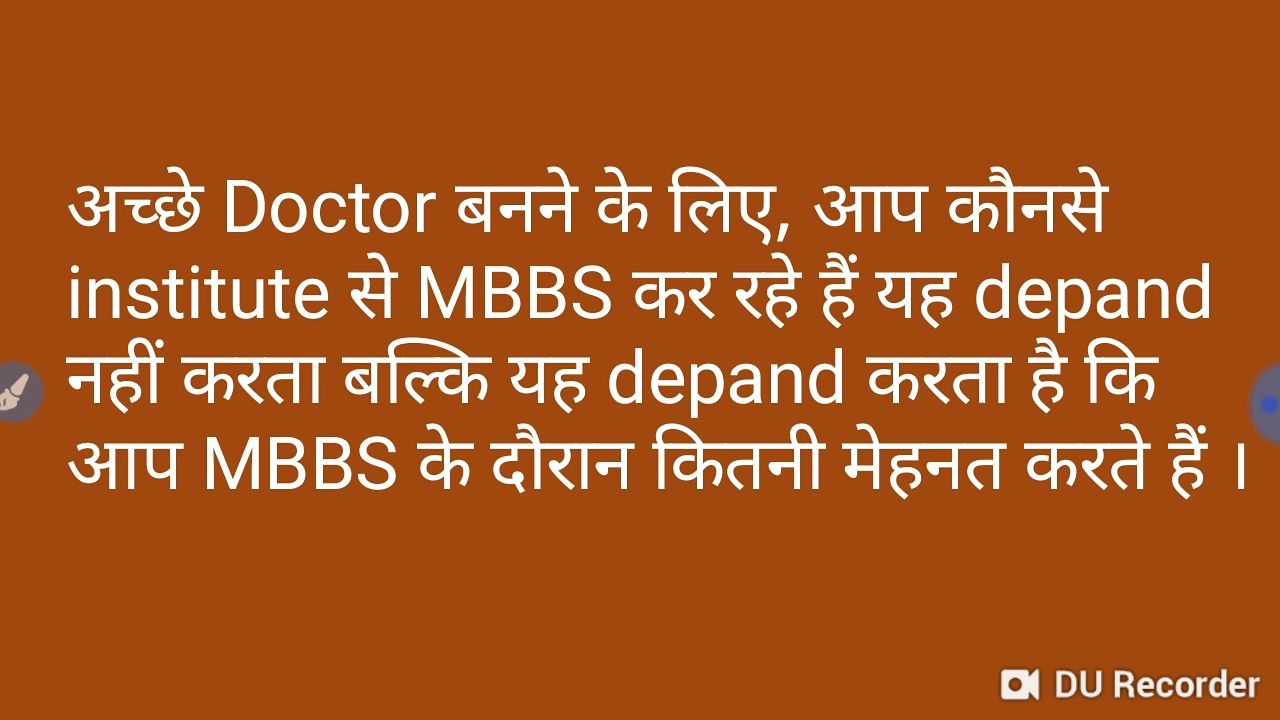 अच्छे Doctor बनने के लिए, आप कौनसे
institute से MBBS कर रहे हैं यह depand
नहीं करता बल्कि यह depand करता है कि
आप MBBS के दौरान कितनी मेहनत करते हैं ।
DU Recorder